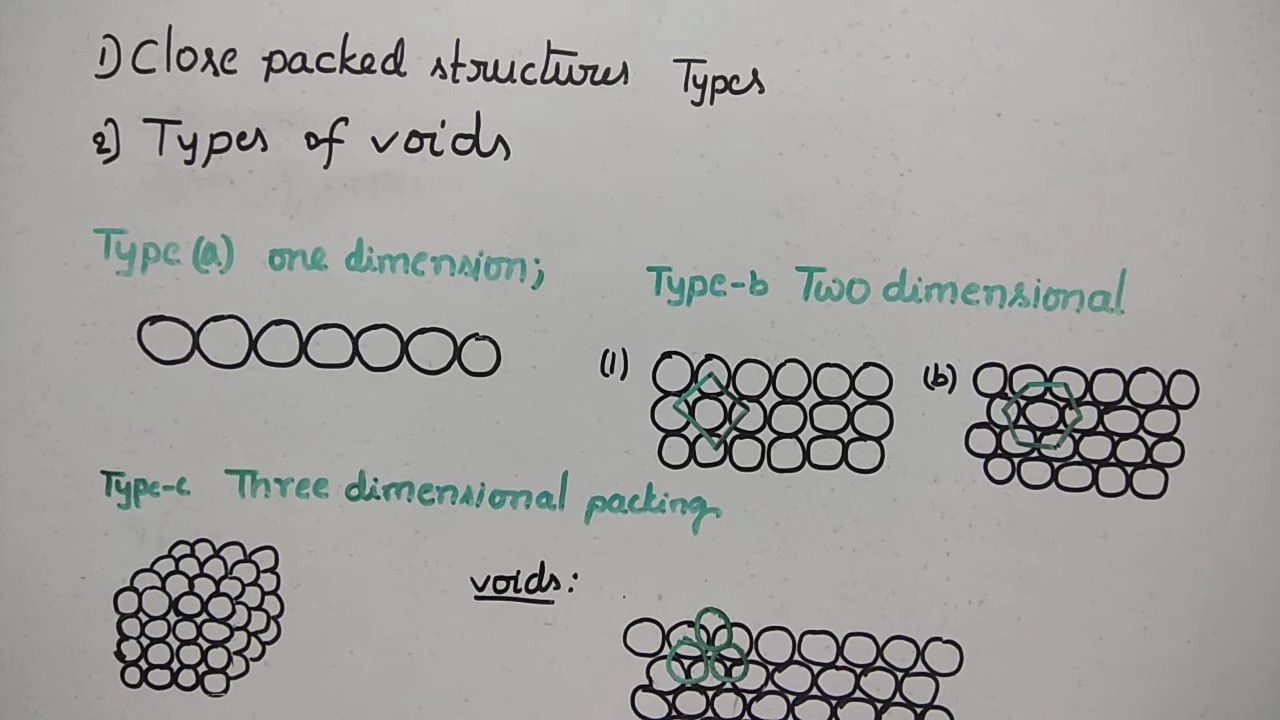 1) Close packed structures Types
2) Types of voids
Type (a) one dimension;
Type-b Two dimensional
(1)
(b)
Type-c Three dimensional packing.
voids: